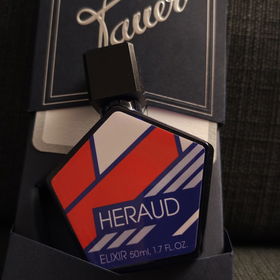 Tauer
HERAUD
ELIXIR 50ml, 1.7 FL.OZ.